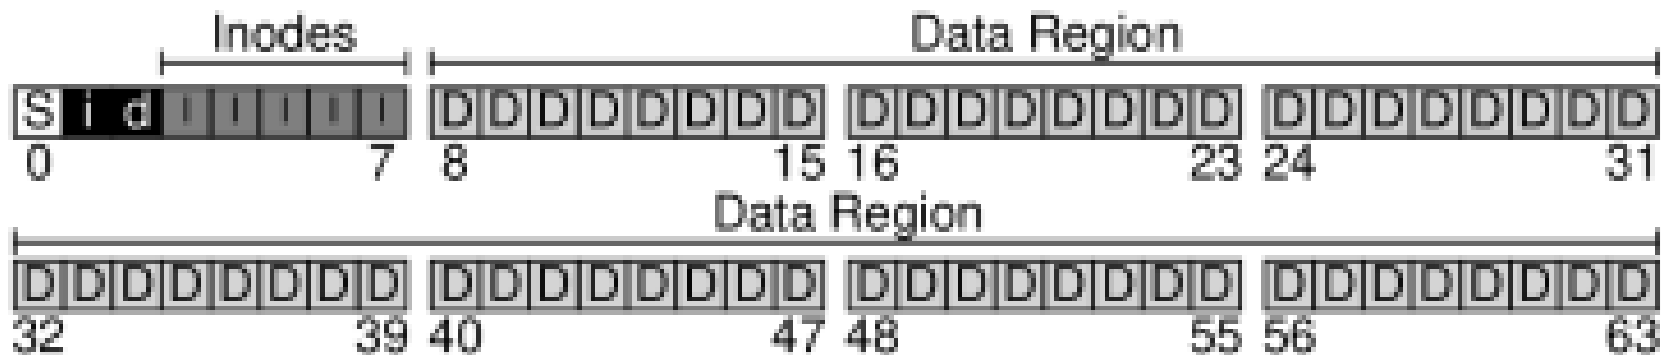 Inodes Data Region
S i d I I I I I D D D D D D D D D D D D D D D D D D D D D D D D
0 7 8 15 16 23 24 31
Data Region
D D D D D D D D D D D D D D D D D D D D D D D D D D D D D D D D
32 39 40 47 48 55 56 63